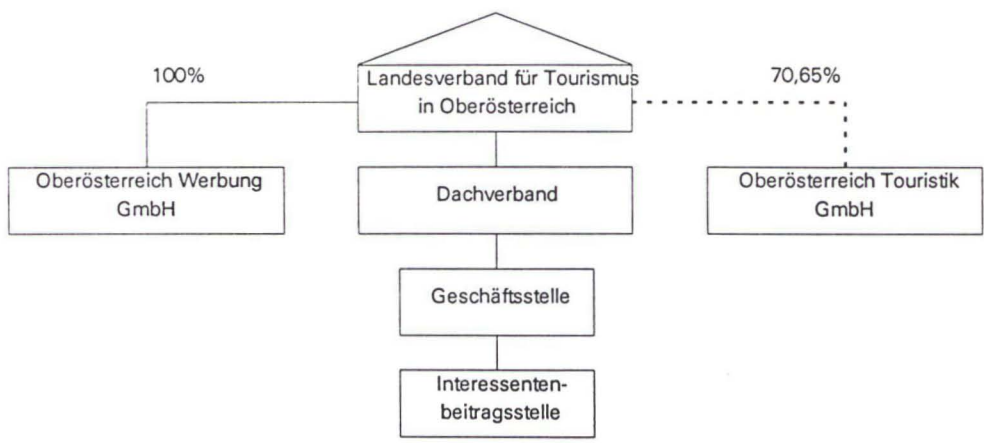 100%
Landesverband für Tourismus
in Oberösterreich
70,65%
Oberösterreich Werbung
GmbH
Dachverband
Oberösterreich Touristik
GmbH
Geschäftsstelle
Interessenten-
beitragsstelle